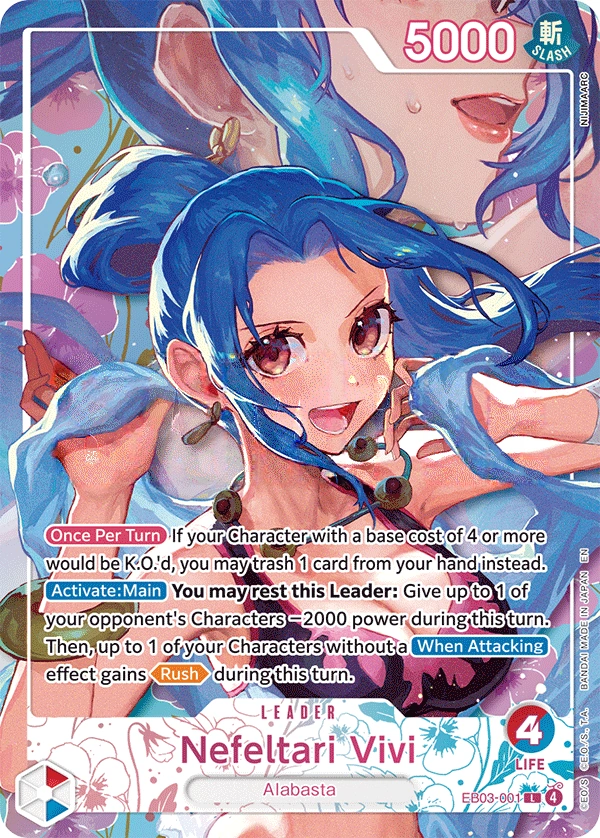 5000
斬
SLASH
NIJIMAARC
Once Per Turn If your Character with a base cost of 4 or more
would be K.O.'d, you may trash 1 card from your hand instead.
Activate:Main You may rest this Leader: Give up to 1 of
your opponent's Characters −2000 power during this turn.
Then, up to 1 of your Characters without a When Attacking
effect gains Rush during this turn.
LEADER
Nefeltari Vivi
Alabasta
4
LIFE
EB03-001 L 4
©EO/S ©E.O./S., T.A. BANDAI MADE IN JAPAN EN